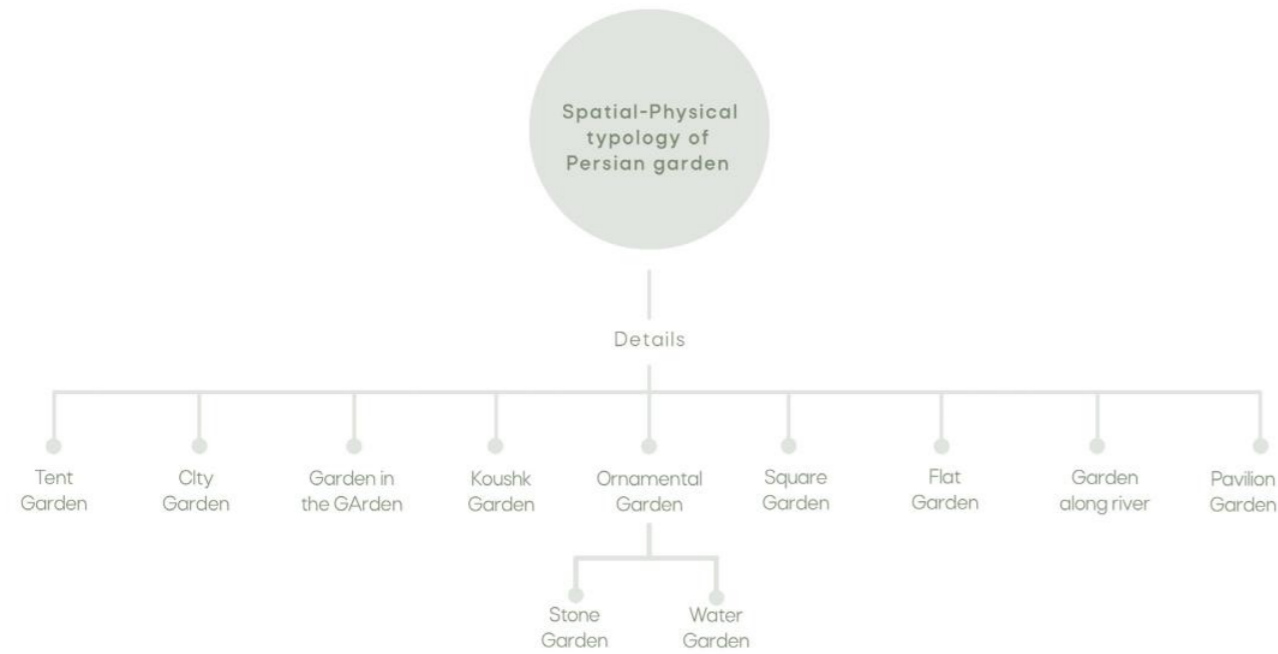 Spatial-Physical
typology of
Persian garden
Details
Tent
Garden
CIty
Garden
Garden in
the GArden
Koushk
Garden
Ornamental
Garden
Square
Garden
Flat
Garden
Garden
along river
Pavilion
Garden
Stone
Garden
Water
Garden